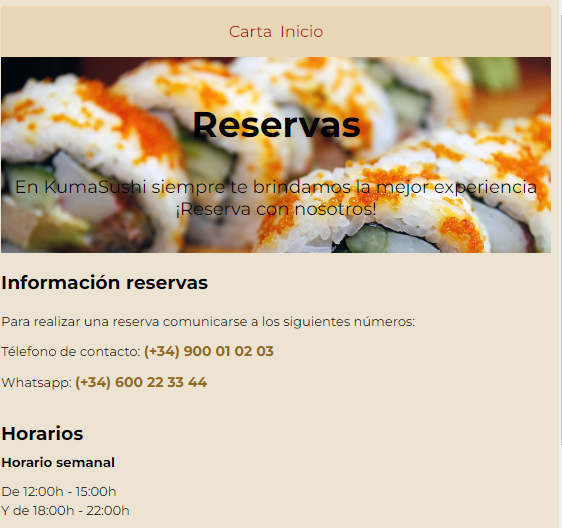 Carta Inicio
Reservas
En KumaSushi siempre te brindamos la mejor experiencia
¡Reserva con nosotros!
Información reservas
Para realizar una reserva comunicarse a los siguientes números:
Télefono de contacto: (+34) 900 01 02 03
Whatsapp: (+34) 600 22 33 44
Horarios
Horario semanal
De 12:00h - 15:00h
Y de 18:00h - 22:00h